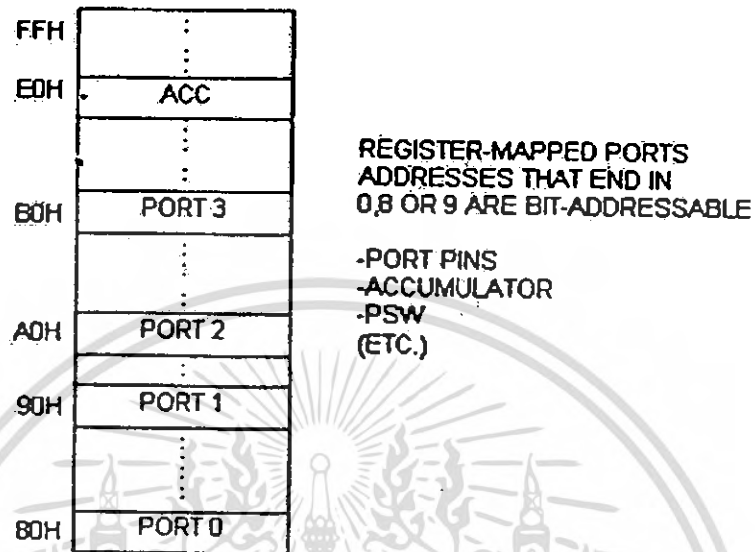 FFH
E0H
ACC
B0H
PORT 3
A0H
PORT 2
90H
PORT 1
80H
PORT 0
REGISTER-MAPPED PORTS
ADDRESSES THAT END IN
0,8 OR 9 ARE BIT-ADDRESSABLE
-PORT PINS
-ACCUMULATOR
-PSW
(ETC.)